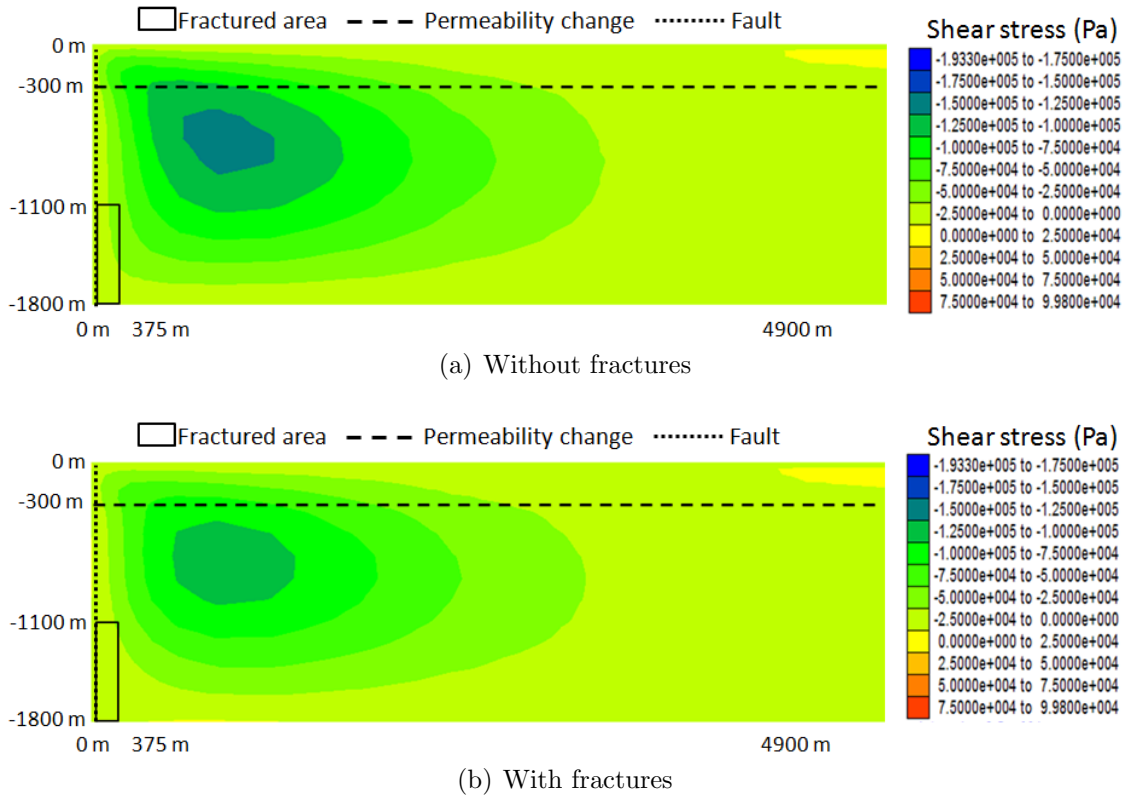 Fractured area Permeability change Fault
Shear stress (Pa)
0 m
-300 m
-1100 m
-1800 m
0 m 375 m 4900 m
-1.9330e+005 to -1.7500e+005
-1.7500e+005 to -1.5000e+005
-1.5000e+005 to -1.2500e+005
-1.2500e+005 to -1.0000e+005
-1.0000e+005 to -7.5000e+004
-7.5000e+004 to -5.0000e+004
-5.0000e+004 to -2.5000e+004
-2.5000e+004 to 0.0000e+000
0.0000e+000 to 2.5000e+004
2.5000e+004 to 5.0000e+004
5.0000e+004 to 7.5000e+004
7.5000e+004 to 9.9800e+004
(a) Without fractures
Fractured area Permeability change Fault
Shear stress (Pa)
0 m
-300 m
-1100 m
-1800 m
0 m 375 m 4900 m
-1.9330e+005 to -1.7500e+005
-1.7500e+005 to -1.5000e+005
-1.5000e+005 to -1.2500e+005
-1.2500e+005 to -1.0000e+005
-1.0000e+005 to -7.5000e+004
-7.5000e+004 to -5.0000e+004
-5.0000e+004 to -2.5000e+004
-2.5000e+004 to 0.0000e+000
0.0000e+000 to 2.5000e+004
2.5000e+004 to 5.0000e+004
5.0000e+004 to 7.5000e+004
7.5000e+004 to 9.9800e+004
(b) With fractures